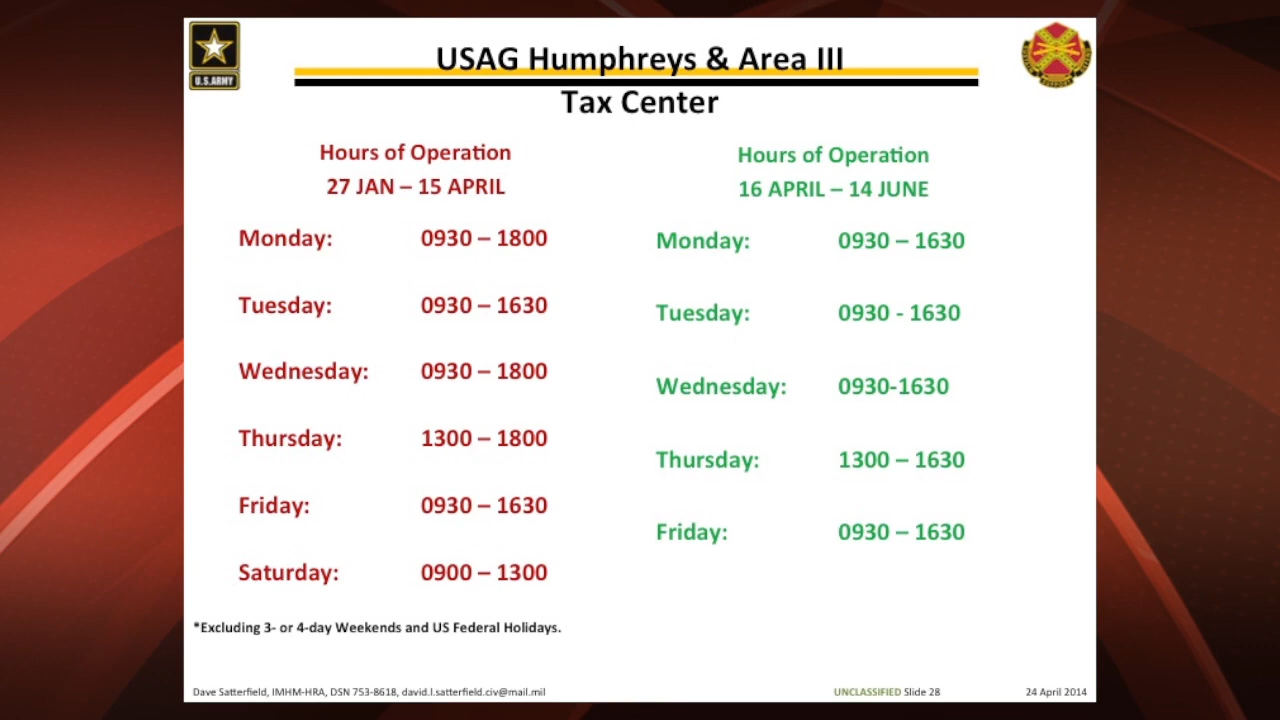 U.S.ARMY
USAG Humphreys & Area III
Tax Center
Hours of Operation
27 JAN – 15 APRIL
Monday: 0930 – 1800
Tuesday: 0930 – 1630
Wednesday: 0930 – 1800
Thursday: 1300 – 1800
Friday: 0930 – 1630
Saturday: 0900 – 1300
*Excluding 3- or 4-day Weekends and US Federal Holidays.
Hours of Operation
16 APRIL – 14 JUNE
Monday: 0930 – 1630
Tuesday: 0930 - 1630
Wednesday: 0930-1630
Thursday: 1300 – 1630
Friday: 0930 – 1630
Dave Satterfield, IMHM-HRA, DSN 753-8618, david.l.satterfield.civ@mail.mil
UNCLASSIFIED Slide 28
24 April 2014